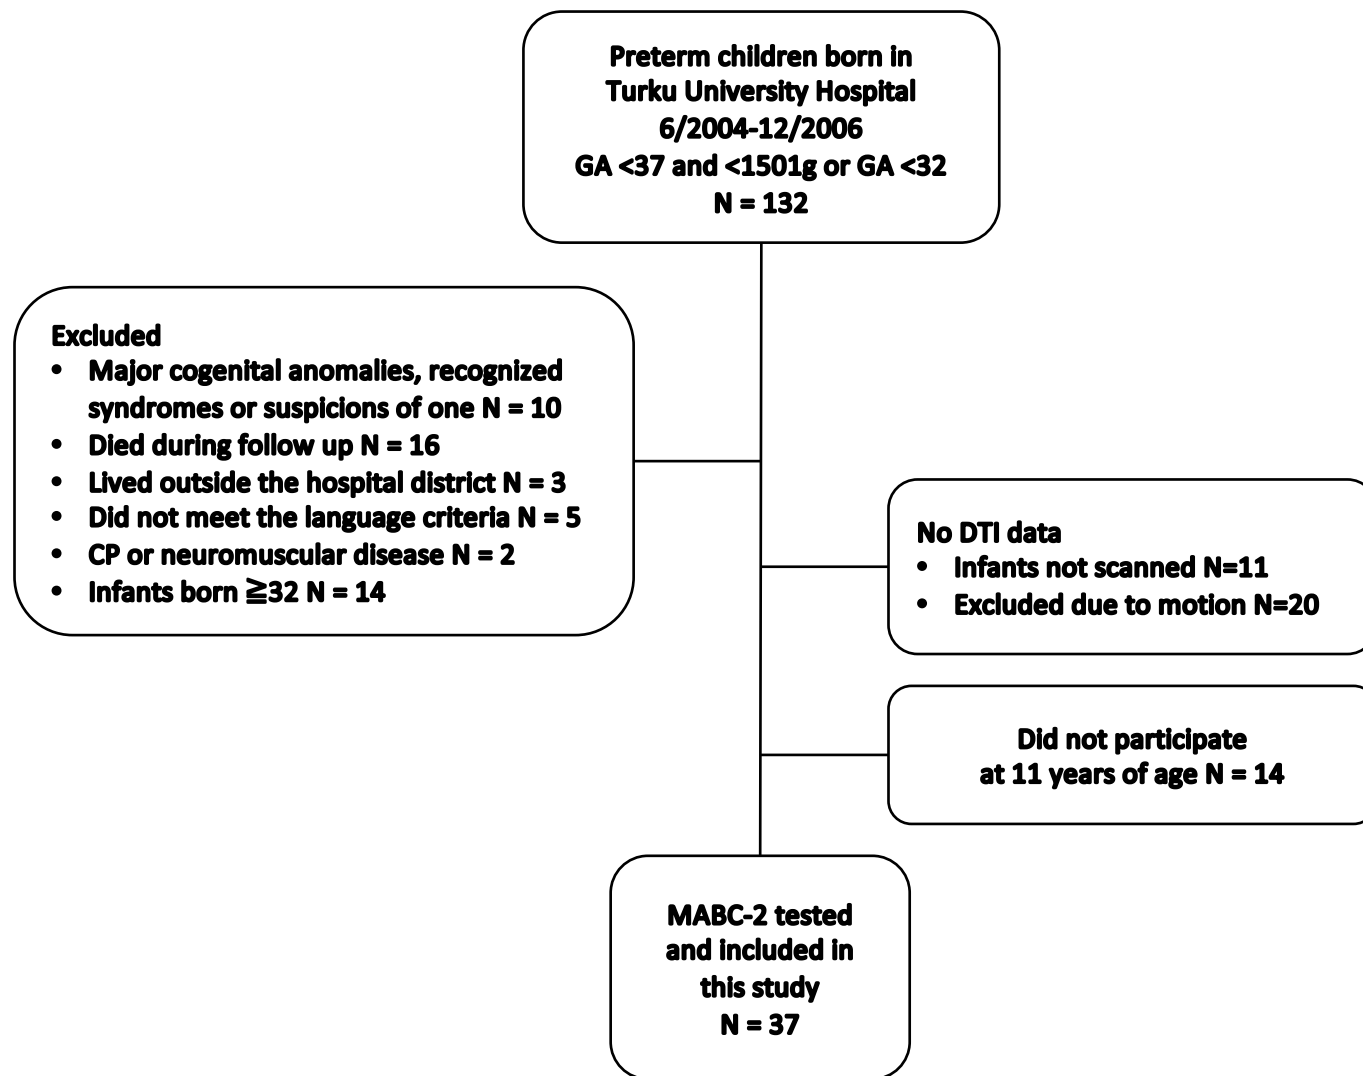 Preterm children born in
Turku University Hospital
6/2004-12/2006
GA <37 and <1501g or GA <32
N = 132
Excluded
• Major cogenital anomalies, recognized
syndromes or suspicions of one N = 10
• Died during follow up N = 16
• Lived outside the hospital district N = 3
• Did not meet the language criteria N = 5
• CP or neuromuscular disease N = 2
• Infants born ≧32 N = 14
No DTI data
• Infants not scanned N=11
• Excluded due to motion N=20
Did not participate
at 11 years of age N = 14
MABC-2 tested
and included in
this study
N = 37